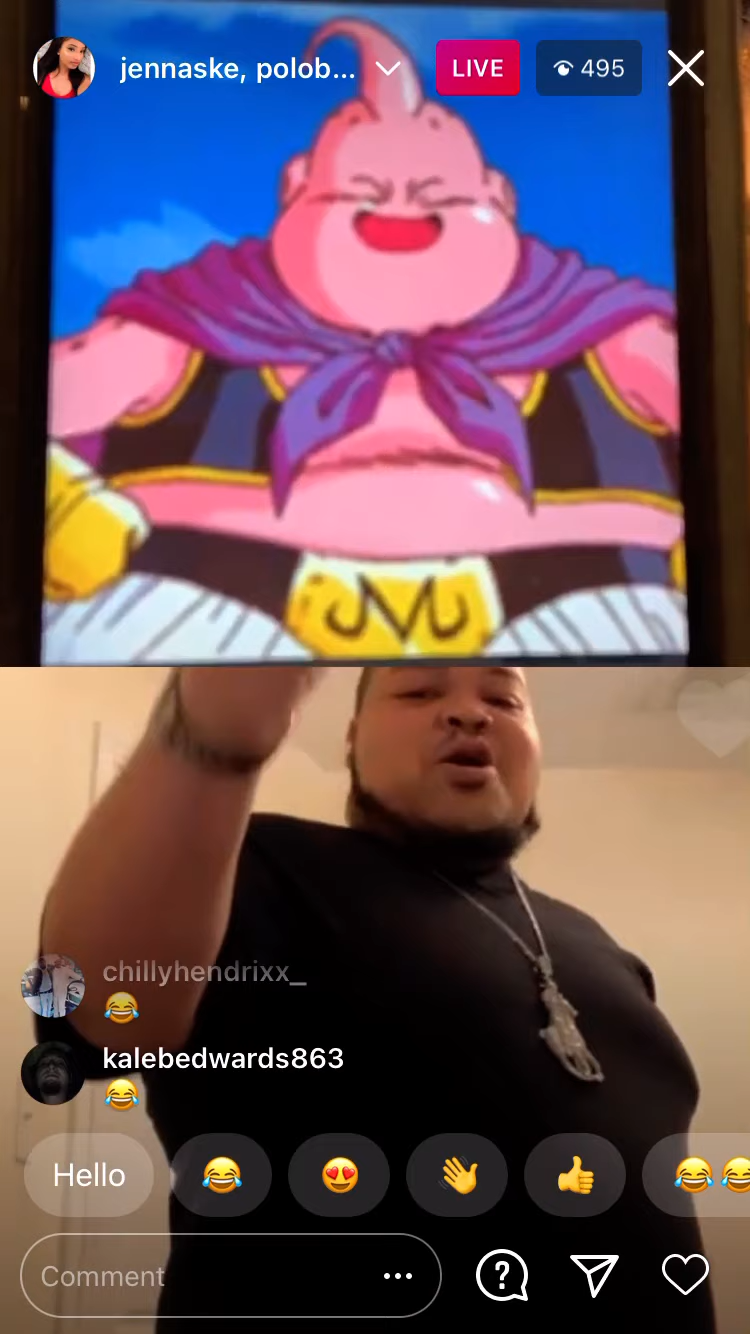 jennaske, polob...
LIVE
495
M
chillyhendrixx_
😂
kalebedwards863
😂
Hello 😂 😍 👋 👍 😂😂
Comment